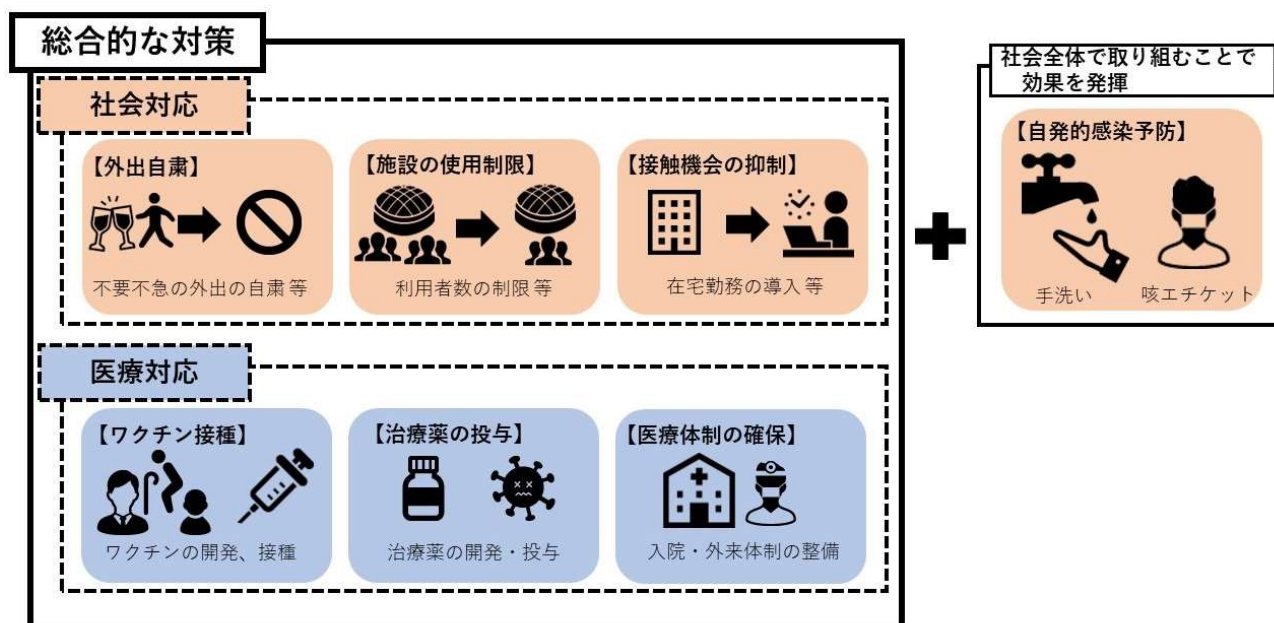 総合的な対策
社会対応
【外出自粛】
不要不急の外出の自粛等
【施設の使用制限】
利用者数の制限等
【接触機会の抑制】
在宅勤務の導入等
医療対応
【ワクチン接種】
ワクチンの開発、接種
【治療薬の投与】
治療薬の開発・投与
【医療体制の確保】
入院・外来体制の整備
社会全体で取り組むことで
効果を発揮
【自発的感染予防】
手洗い
咳エチケット